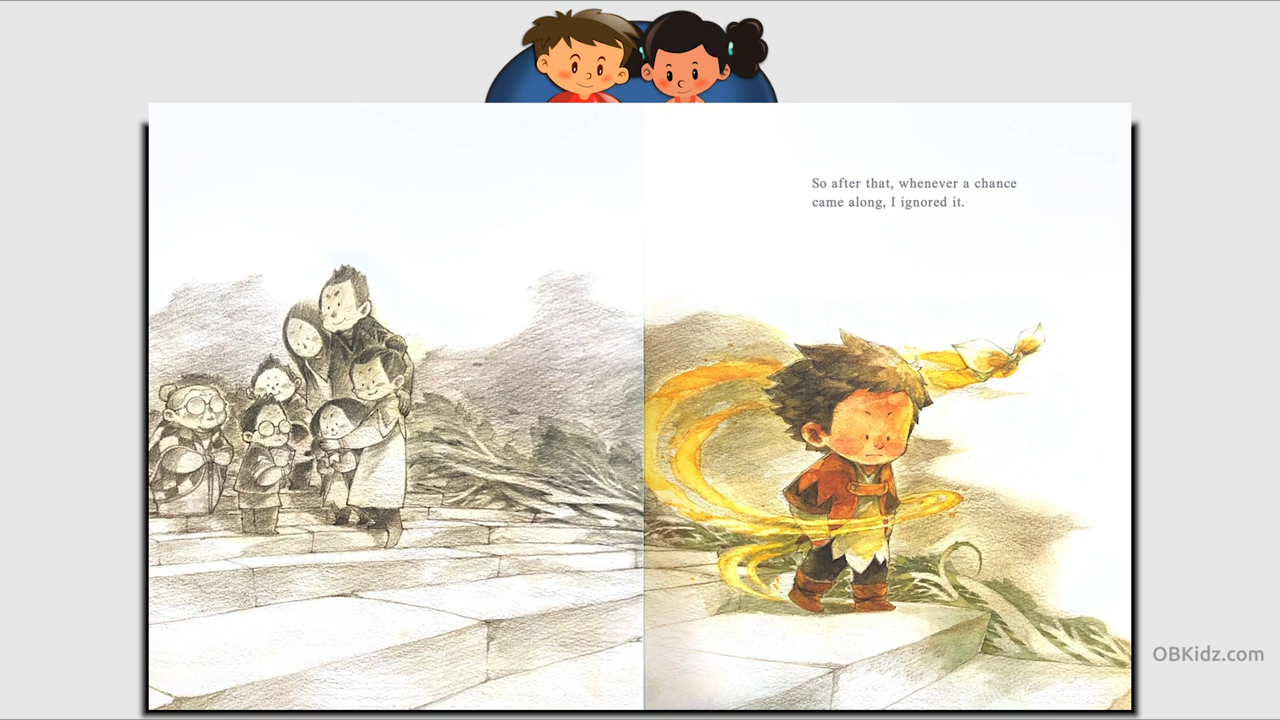 So after that, whenever a chance
came along, I ignored it.
OBKidz.com